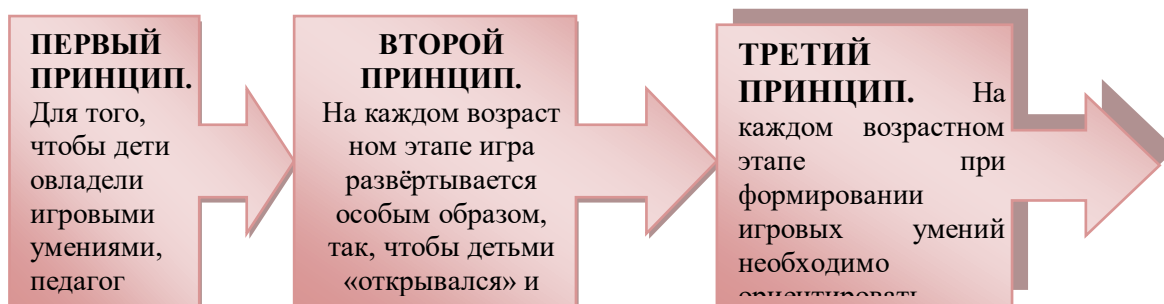 ПЕРВЫЙ
ПРИНЦИП.
Для того,
чтобы дети
овладели
игровыми
умениями,
педагог
ВТОРОЙ
ПРИНЦИП.
На каждом возраст
ном этапе игра
развёртывается
особым образом,
так, чтобы детьми
«открывался» и
ТРЕТИЙ
ПРИНЦИП. На
каждом возрастном
этапе при
формировании
игровых умений
необходимо
ориентировать